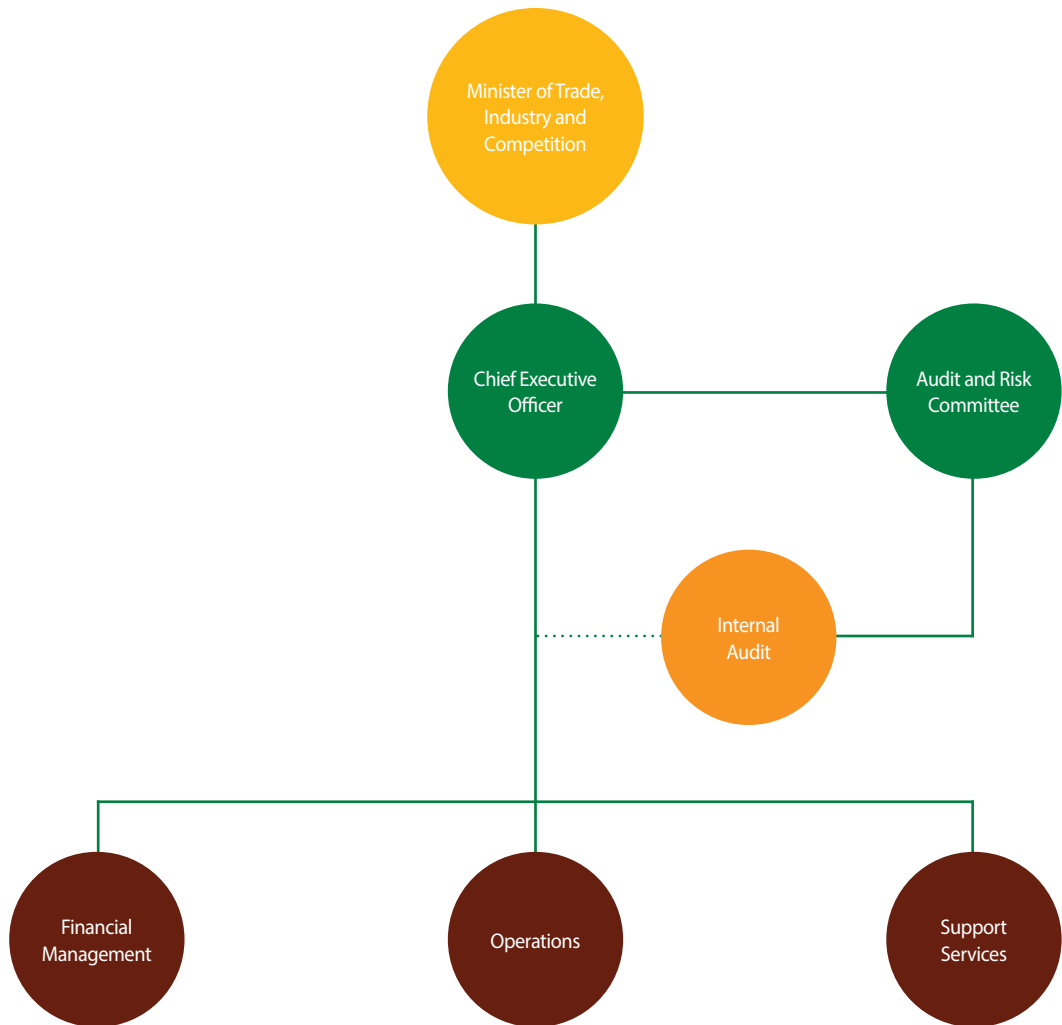 Minister of Trade,
Industry and
Competition
Chief Executive
Officer
Audit and Risk
Committee
Internal
Audit
Financial
Management
Operations
Support
Services